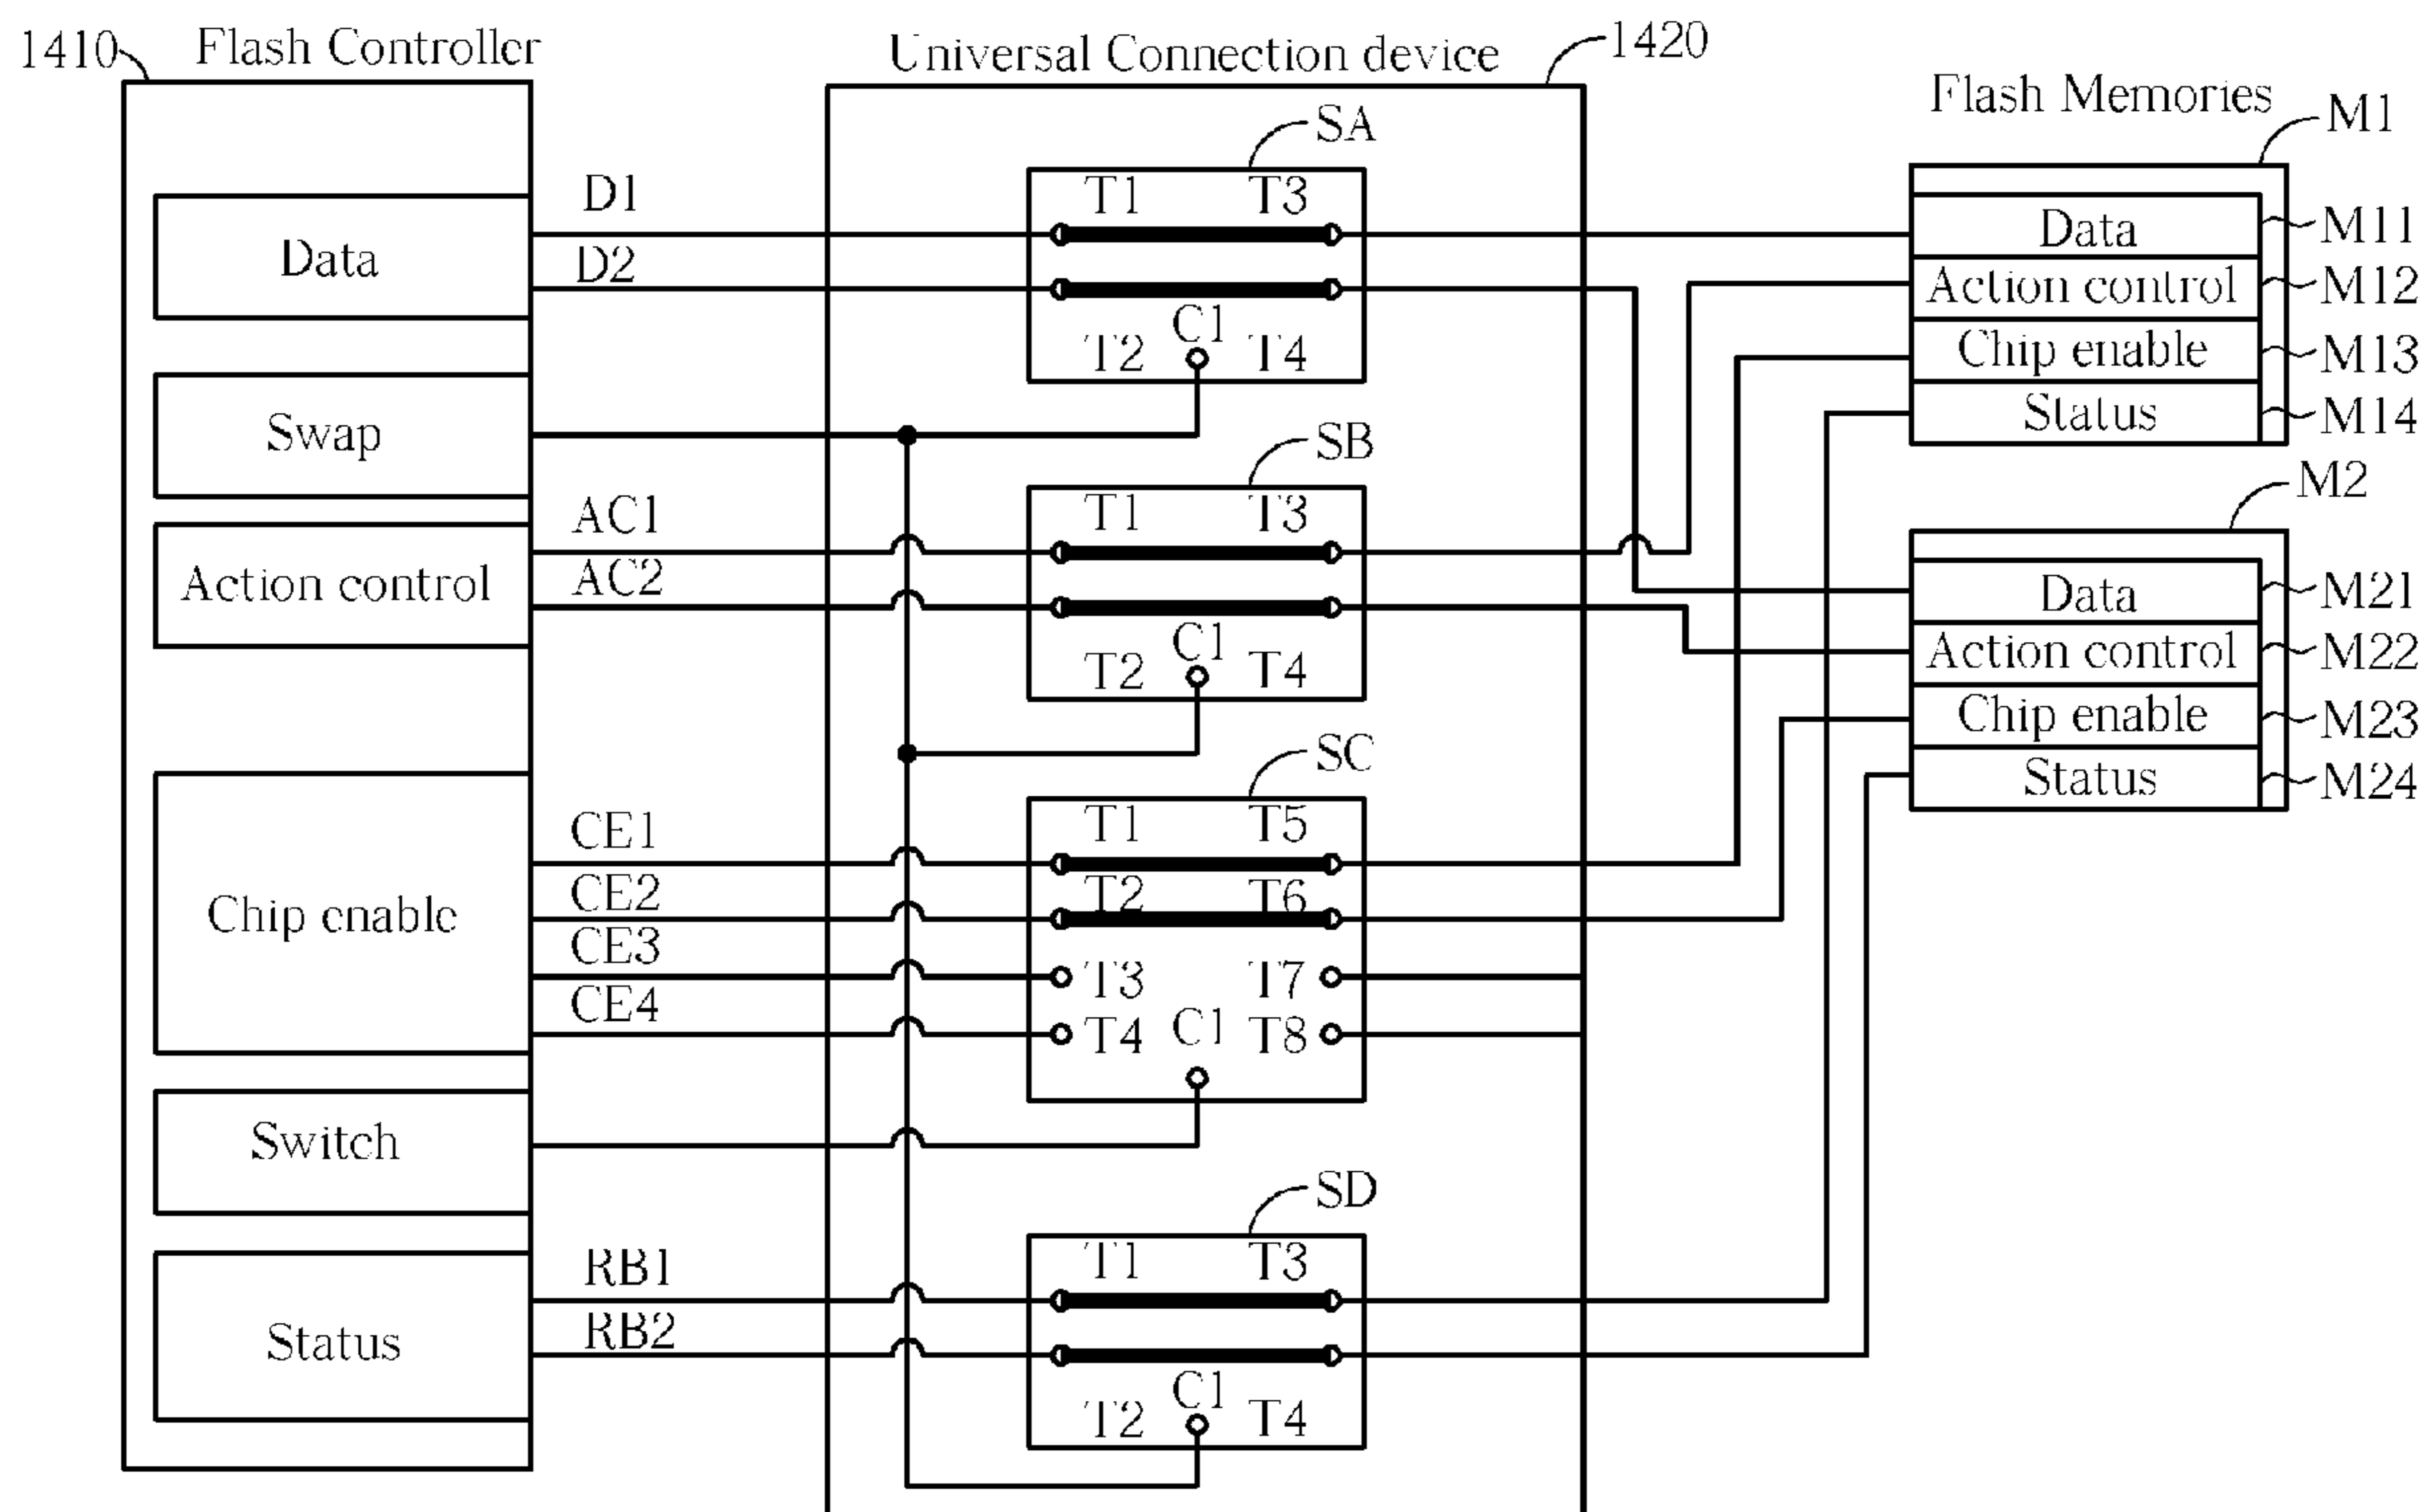 1410
Flash Controller
Universal Connection device
1420
Flash Memories
Data
Swap
Action control
Chip enable
Switch
Status
D1
D2
AC1
AC2
CE1
CE2
CE3
CE4
RB1
RB2
SA
T1 T3
C1
T2 T4
SB
T1 T3
C1
T2 T4
SC
T1 T5
T2 T6
T3 T7
C1
T4 T8
SD
T1 T3
C1
T2 T4
M1
Data M11
Action control M12
Chip enable M13
Status M14
M2
Data M21
Action control M22
Chip enable M23
Status M24